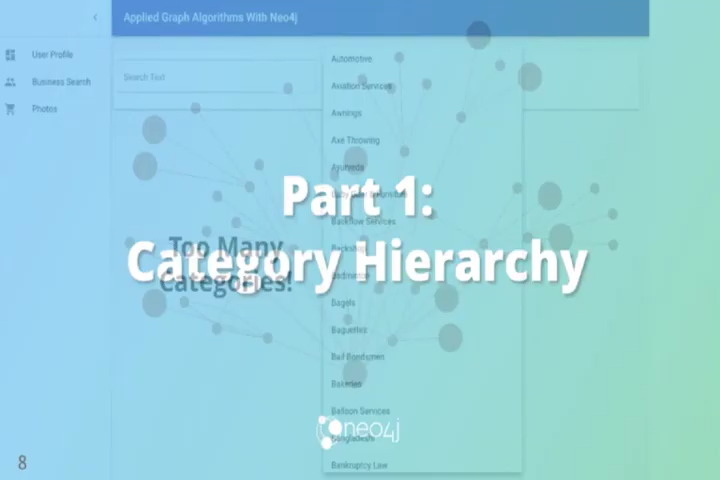 Applied Graph Algorithms With Neo4j
User Profile
Business Search
Photos
Search Text
Automotive
Aviation Services
Awnings
Axe Throwing
Ayurveda
Backflow Services
Badminton
Bagels
Baguettes
Bail Bondsmen
Bakeries
Balloon Services
Bangladeshi
Bankruptcy Law
Too Many
Categories!
Part 1:
Category Hierarchy
neo4j
8